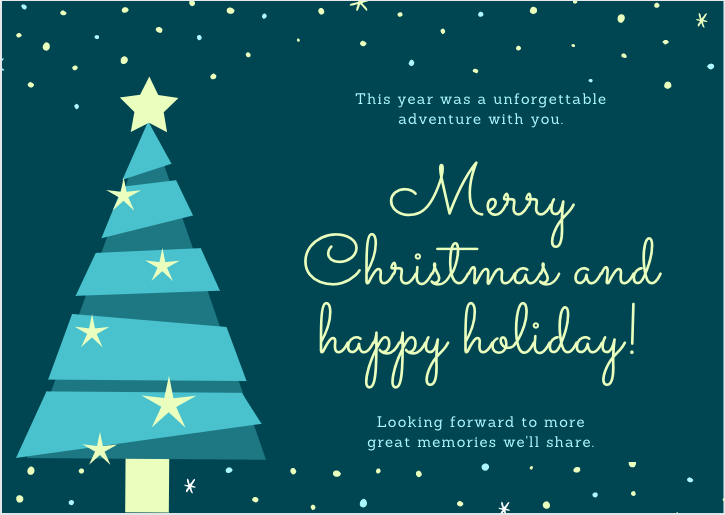 This year was a unforgettable
adventure with you.
Merry
Christmas and
happy holiday!
Looking forward to more
great memories we'll share.